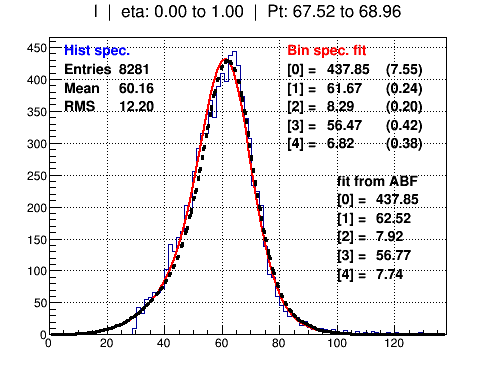 I | eta: 0.00 to 1.00 | Pt: 67.52 to 68.96
Hist spec.
Entries 8281
Mean 60.16
RMS 12.20
Bin spec. fit
[0] = 437.85 (7.55)
[1] = 61.67 (0.24)
[2] = 8.29 (0.20)
[3] = 56.47 (0.42)
[4] = 6.82 (0.38)
fit from ABF
[0] = 437.85
[1] = 62.52
[2] = 7.92
[3] = 56.77
[4] = 7.74
450
400
350
300
250
200
150
100
50
0
0 20 40 60 80 100 120